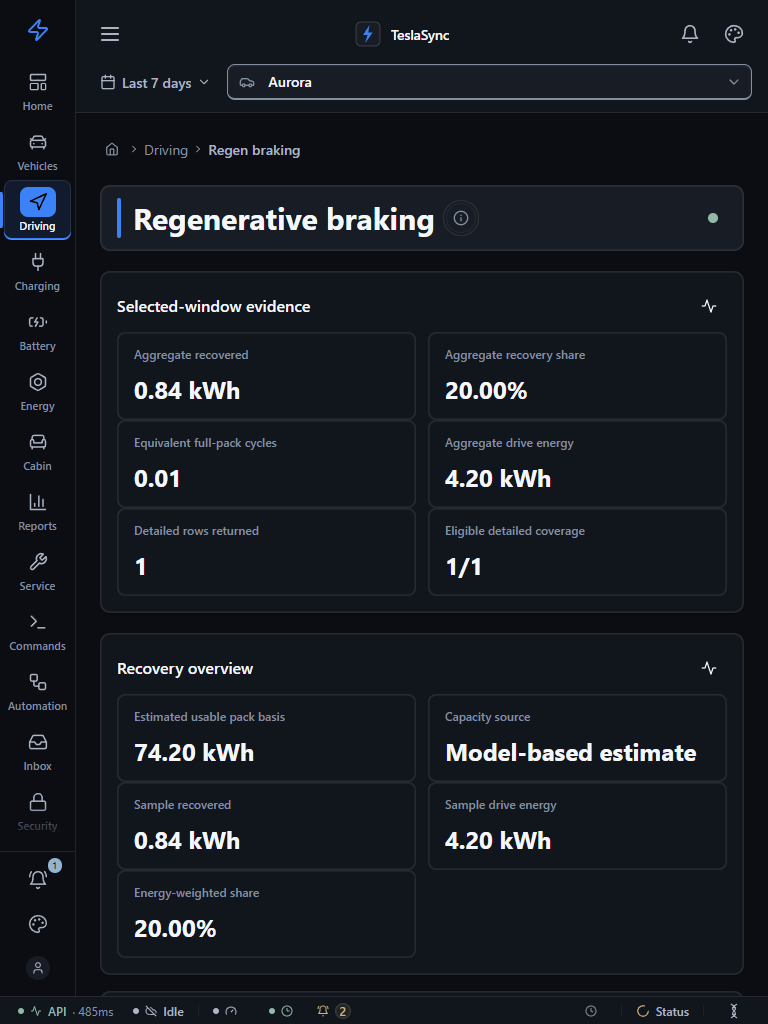 TeslaSync
Last 7 days
Aurora
Home
Vehicles
Driving
Charging
Battery
Energy
Cabin
Reports
Service
Commands
Automation
Inbox
Security
1
Driving
Regen braking
Regenerative braking
Selected-window evidence
Aggregate recovered
0.84 kWh
Aggregate recovery share
20.00%
Equivalent full-pack cycles
0.01
Aggregate drive energy
4.20 kWh
Detailed rows returned
1
Eligible detailed coverage
1/1
Recovery overview
Estimated usable pack basis
74.20 kWh
Capacity source
Model-based estimate
Sample recovered
0.84 kWh
Sample drive energy
4.20 kWh
Energy-weighted share
20.00%
API · 485ms
Idle
2
Status